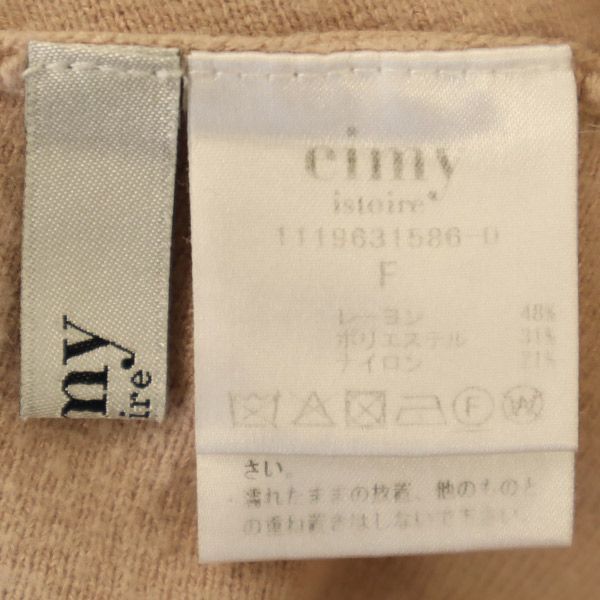 my
ire
eimy
istoire*
1119631586-0
F
レーヨン 48%
ポリエステル 31%
ナイロン 21%
F W
さい。
濡れたままの放置、他のものと
の重ね置きはしないで下さい。